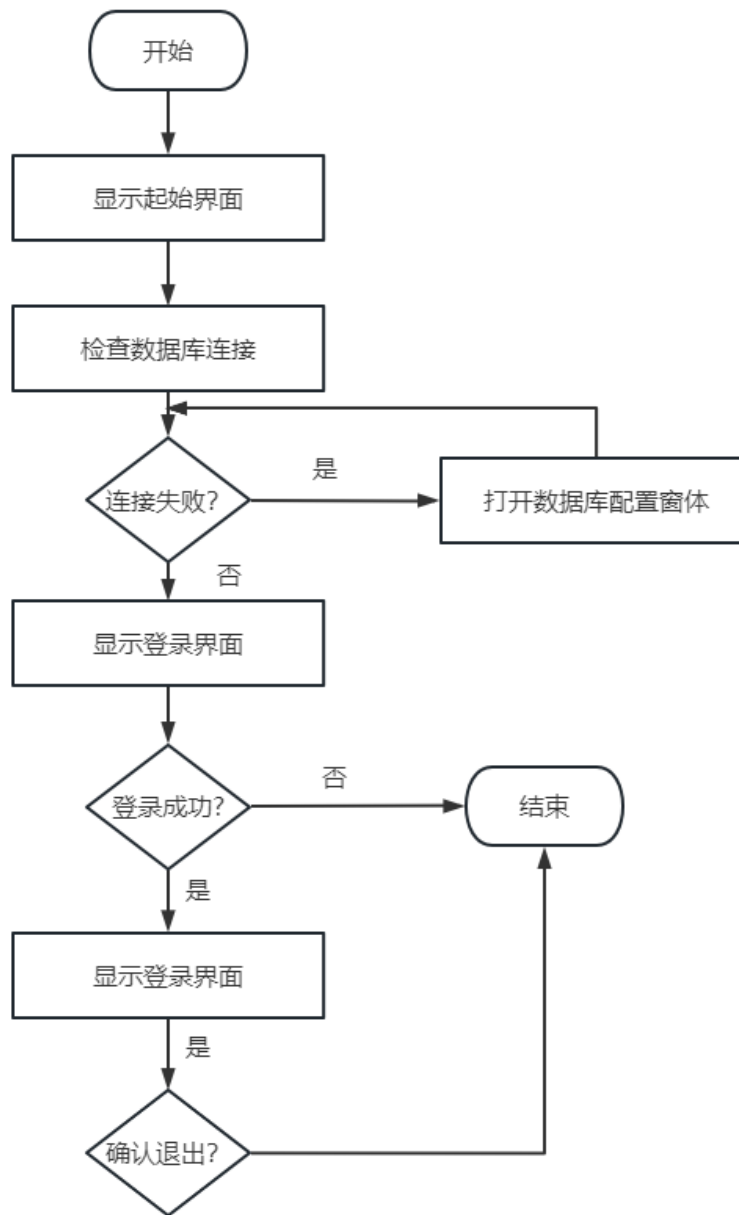 开始
显示起始界面
检查数据库连接
连接失败?
是
打开数据库配置窗体
否
显示登录界面
登录成功?
否
结束
是
显示登录界面
是
确认退出?